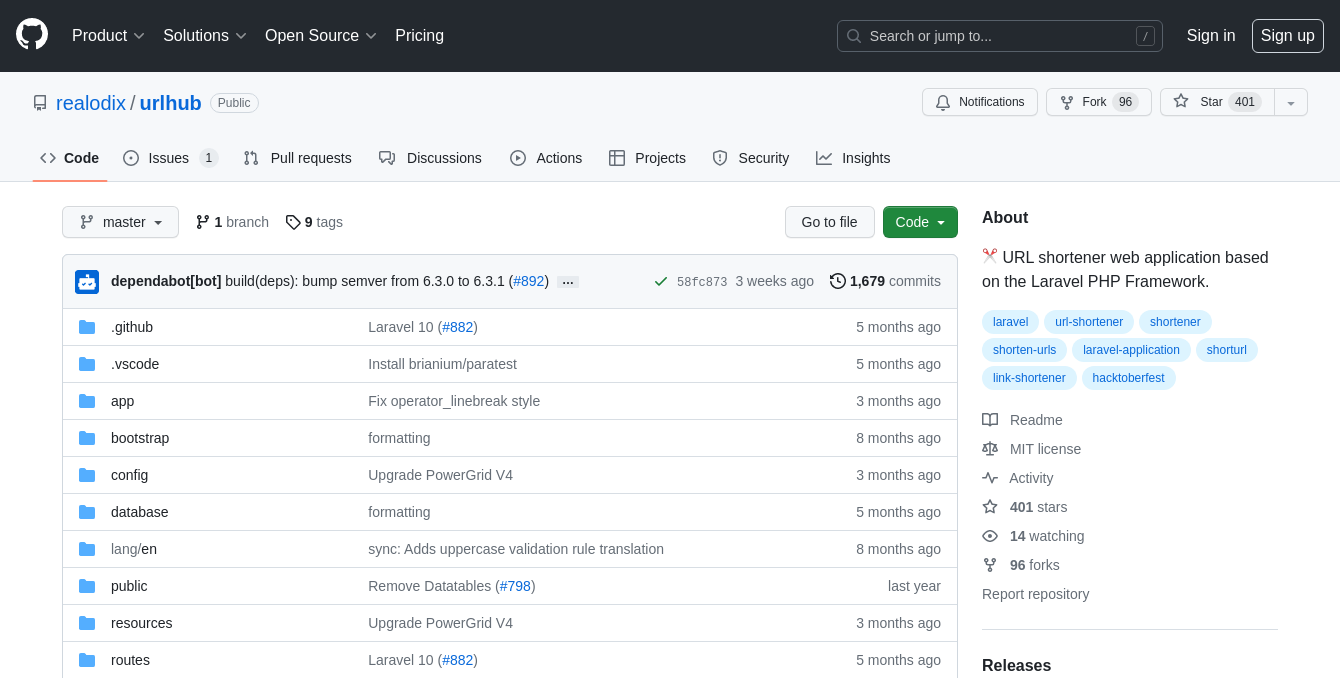 Product Solutions Open Source Pricing Search or jump to... / Sign in Sign up
realodix / urlhub Public Notifications Fork 96 Star 401
Code Issues 1 Pull requests Discussions Actions Projects Security Insights
master 1 branch 9 tags Go to file Code
dependabot[bot] build(deps): bump semver from 6.3.0 to 6.3.1 (#892) ... 58fc873 3 weeks ago 1,679 commits
.github Laravel 10 (#882) 5 months ago
.vscode Install brianium/paratest 5 months ago
app Fix operator_linebreak style 3 months ago
bootstrap formatting 8 months ago
config Upgrade PowerGrid V4 3 months ago
database formatting 5 months ago
lang/en sync: Adds uppercase validation rule translation 8 months ago
public Remove Datatables (#798) last year
resources Upgrade PowerGrid V4 3 months ago
routes Laravel 10 (#882) 5 months ago
About
URL shortener web application based
on the Laravel PHP Framework.
laravel url-shortener shortener
shorten-urls laravel-application shorturl
link-shortener hacktoberfest
Readme
MIT license
Activity
401 stars
14 watching
96 forks
Report repository
Releases